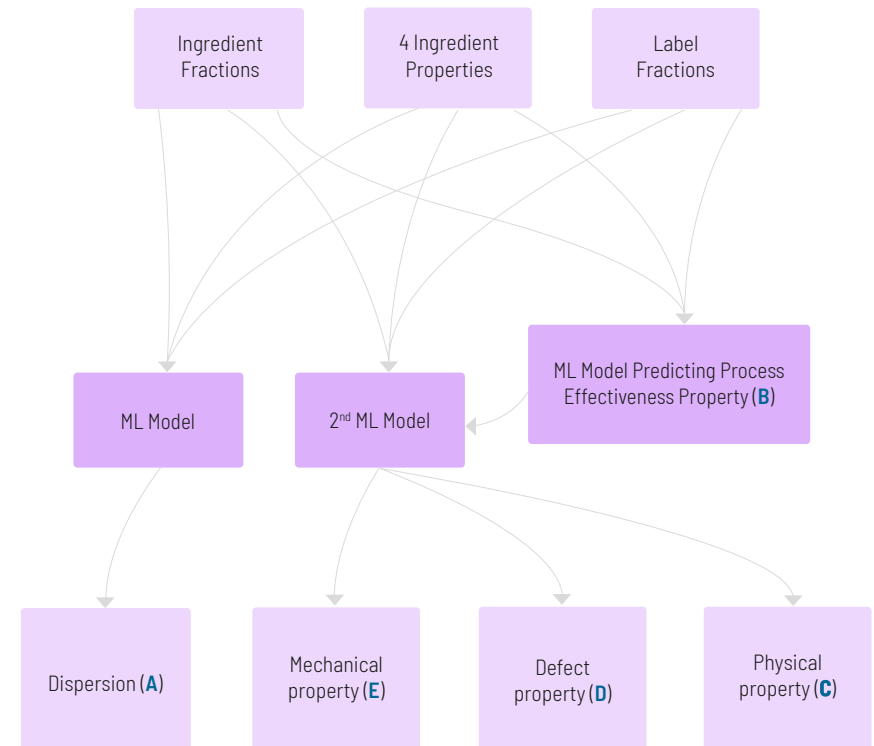 Ingredient
Fractions
4 Ingredient
Properties
Label
Fractions
ML Model Predicting Process
Effectiveness Property (B)
ML Model
2nd ML Model
Dispersion (A)
Mechanical
property (E)
Defect
property (D)
Physical
property (C)